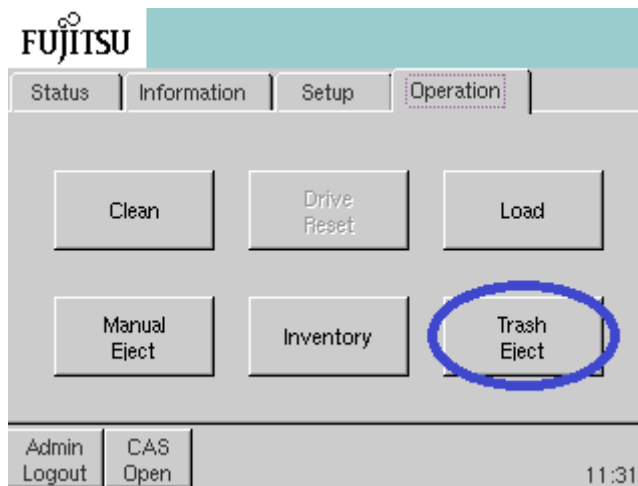 FUJITSU
Status Information Setup Operation
Clean
Drive
Reset
Load
Manual
Eject
Inventory
Trash
Eject
Admin
Logout
CAS
Open
11:31